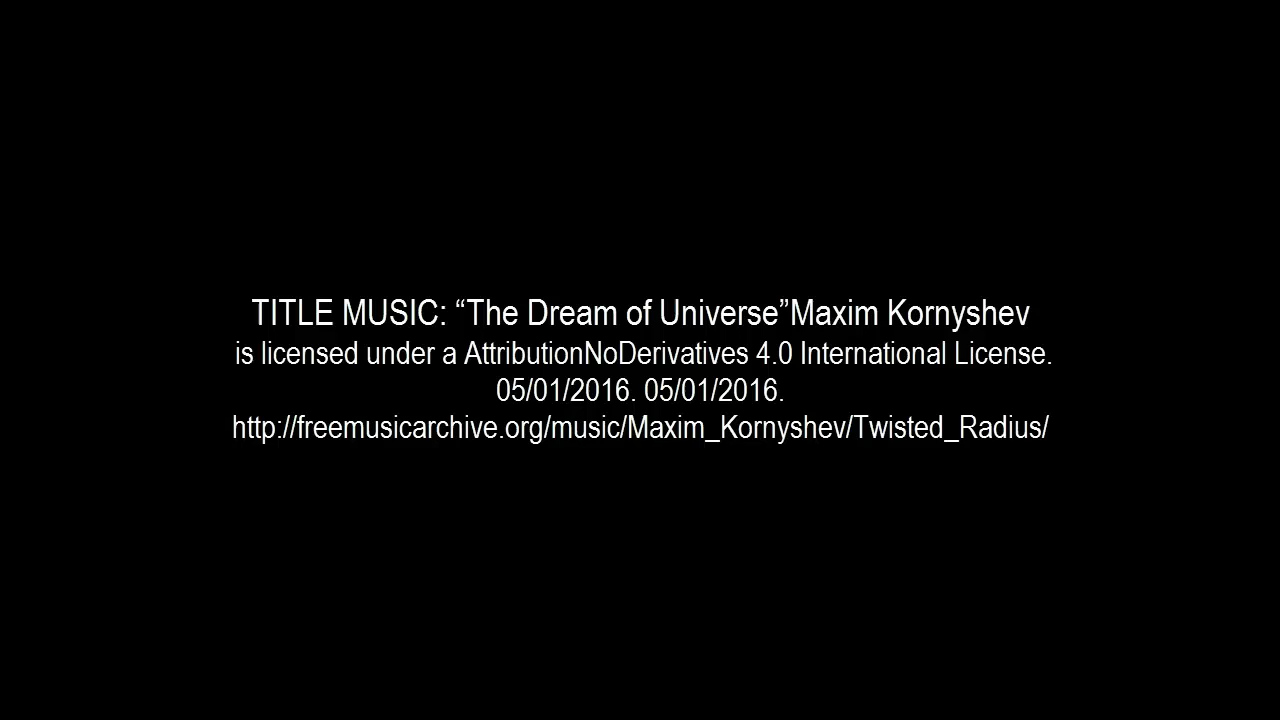 TITLE MUSIC: “The Dream of Universe”Maxim Kornyshev
is licensed under a AttributionNoDerivatives 4.0 International License.
05/01/2016. 05/01/2016.
http://freemusicarchive.org/music/Maxim_Kornyshev/Twisted_Radius/